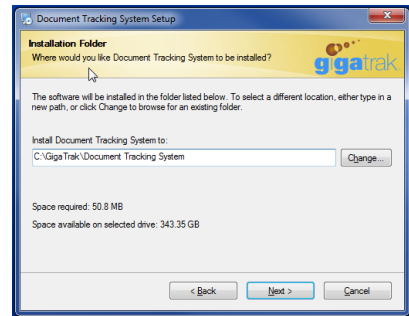 Document Tracking System Setup
Installation Folder
Where would you like Document Tracking System to be installed?
gigatrak
The software will be installed in the folder listed below. To select a different location, either type in a
new path, or click Change to browse for an existing folder.
Install Document Tracking System to:
C:\GigaTrak\Document Tracking System
Change...
Space required: 50.8 MB
Space available on selected drive: 343.35 GB
< Back
Next >
Cancel